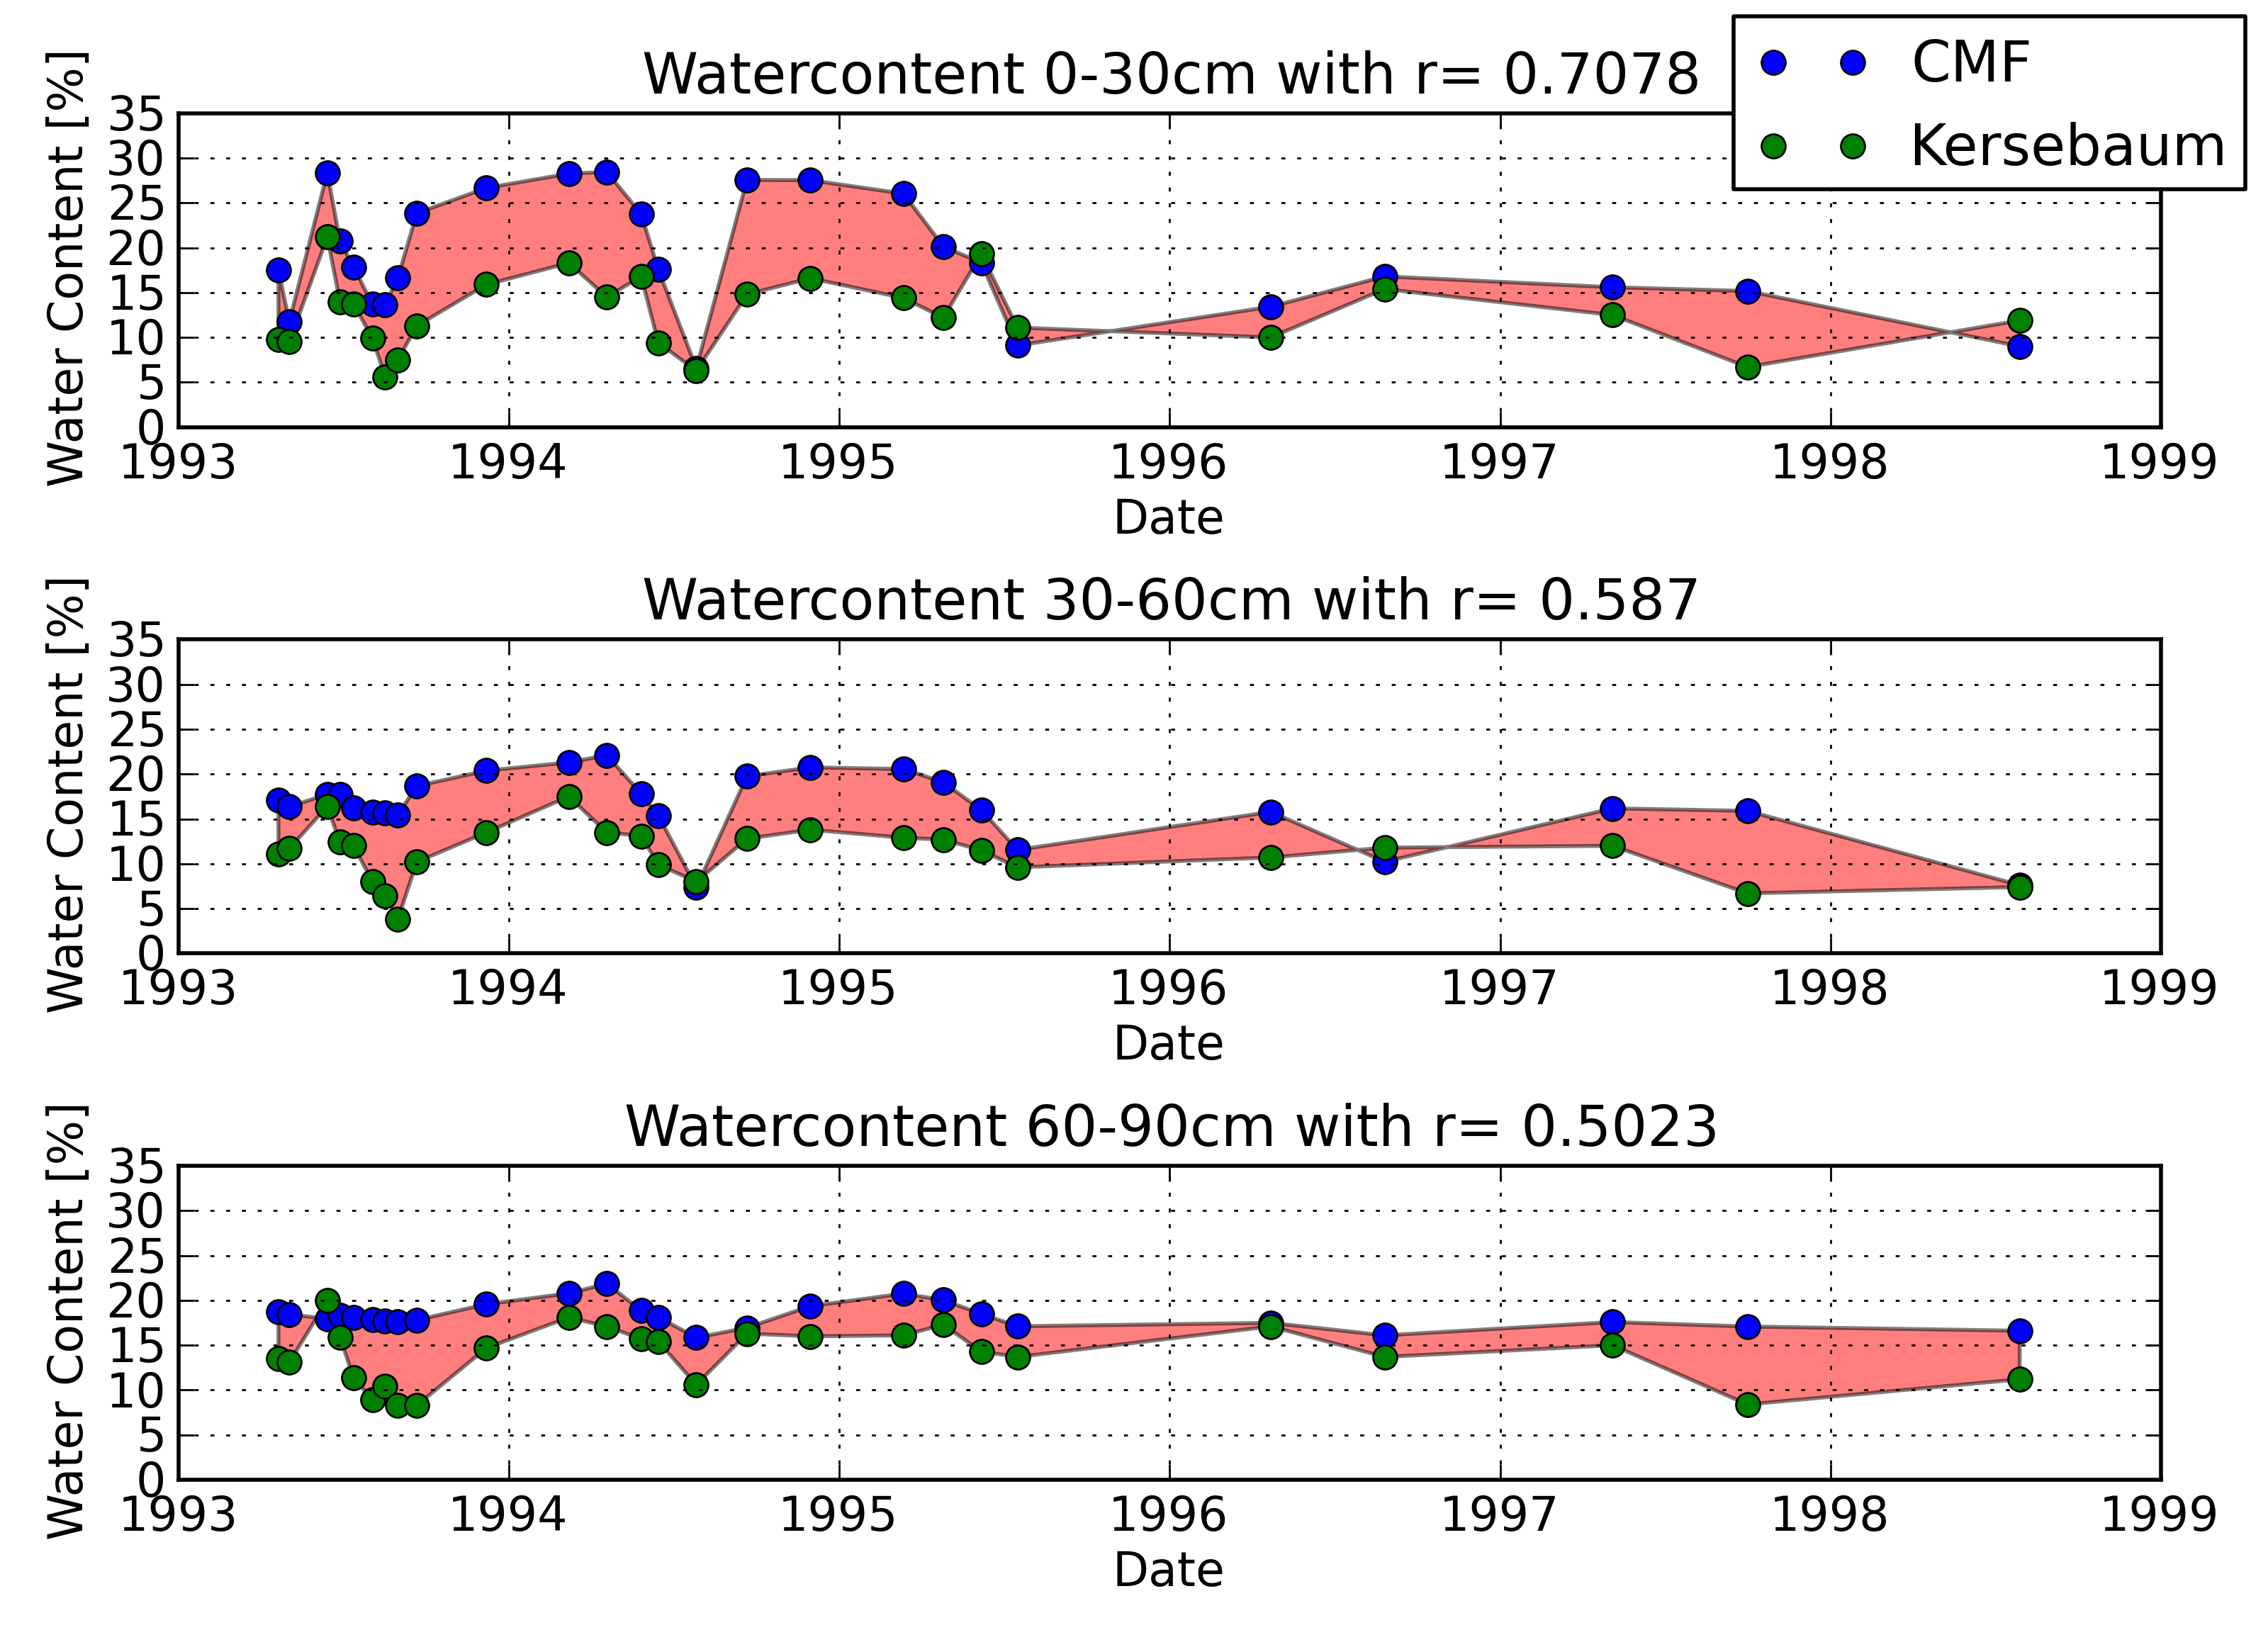 Watercontent 0-30cm with r= 0.7078
CMF
Kersebaum
Water Content [%]
35
30
25
20
15
10
5
0
1993 1994 1995 1996 1997 1998 1999
Date
Watercontent 30-60cm with r= 0.587
Water Content [%]
35
30
25
20
15
10
5
0
1993 1994 1995 1996 1997 1998 1999
Date
Watercontent 60-90cm with r= 0.5023
Water Content [%]
35
30
25
20
15
10
5
0
1993 1994 1995 1996 1997 1998 1999
Date